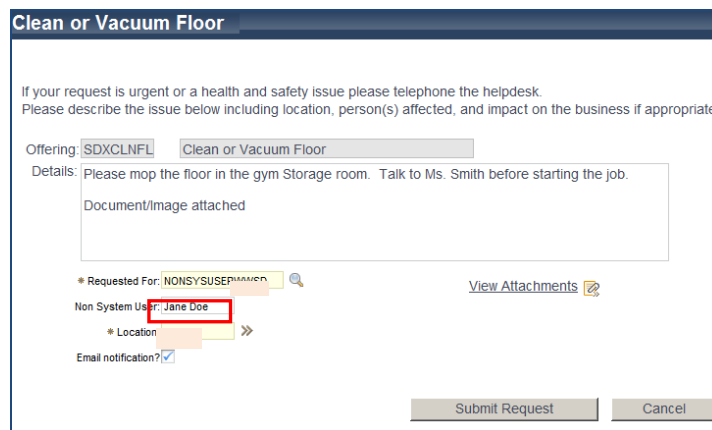 Clean or Vacuum Floor
If your request is urgent or a health and safety issue please telephone the helpdesk.
Please describe the issue below including location, person(s) affected, and impact on the business if appropriate
Offering: SDXCLNFL Clean or Vacuum Floor
Details: Please mop the floor in the gym Storage room. Talk to Ms. Smith before starting the job.
Document/Image attached
* Requested For:
View Attachments
Non System User: Jane Doe
* Location
Email notification?
Submit Request Cancel